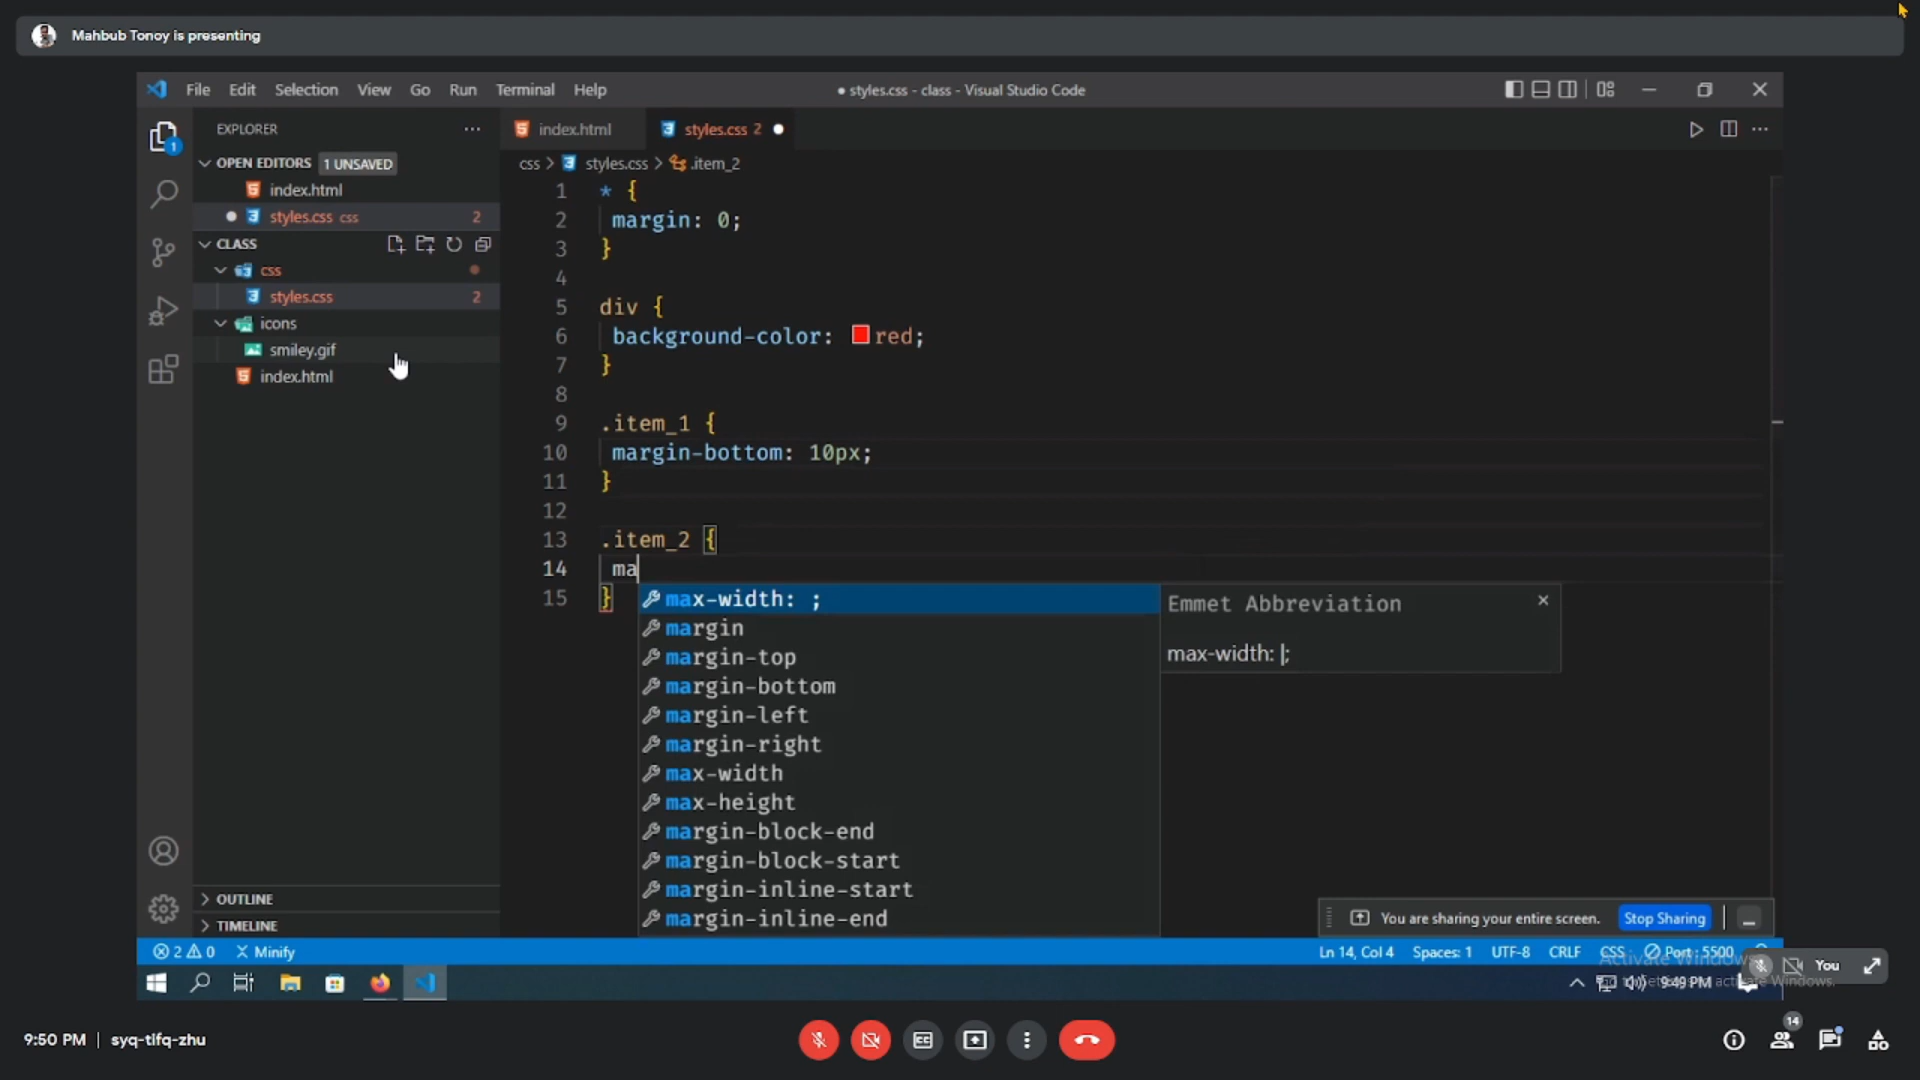 Mahbub Tonoy is presenting
File Edit Selection View Go Run Terminal Help
● styles.css - class - Visual Studio Code
EXPLORER
index.html
styles.css 2
OPEN EDITORS 1 UNSAVED
css > styles.css > .item_2
index.html
styles.css css 2
CLASS
css
styles.css 2
icons
smiley.gif
index.html
1 * {
2 margin: 0;
3 }
4
5 div {
6 background-color: red;
7 }
8
9 .item_1 {
10 margin-bottom: 10px;
11 }
12
13 .item_2 {
14 ma
15 }
max-width: ;
margin
margin-top
margin-bottom
margin-left
margin-right
max-width
max-height
margin-block-end
margin-block-start
margin-inline-start
margin-inline-end
Emmet Abbreviation
max-width: |;
OUTLINE
TIMELINE
You are sharing your entire screen. Stop Sharing
2 0 Minify
Ln 14, Col 4 Spaces: 1 UTF-8 CRLF CSS Port : 5500
Activate Windows
9:49 PM
You
9:50 PM | syq-tifq-zhu
14
1